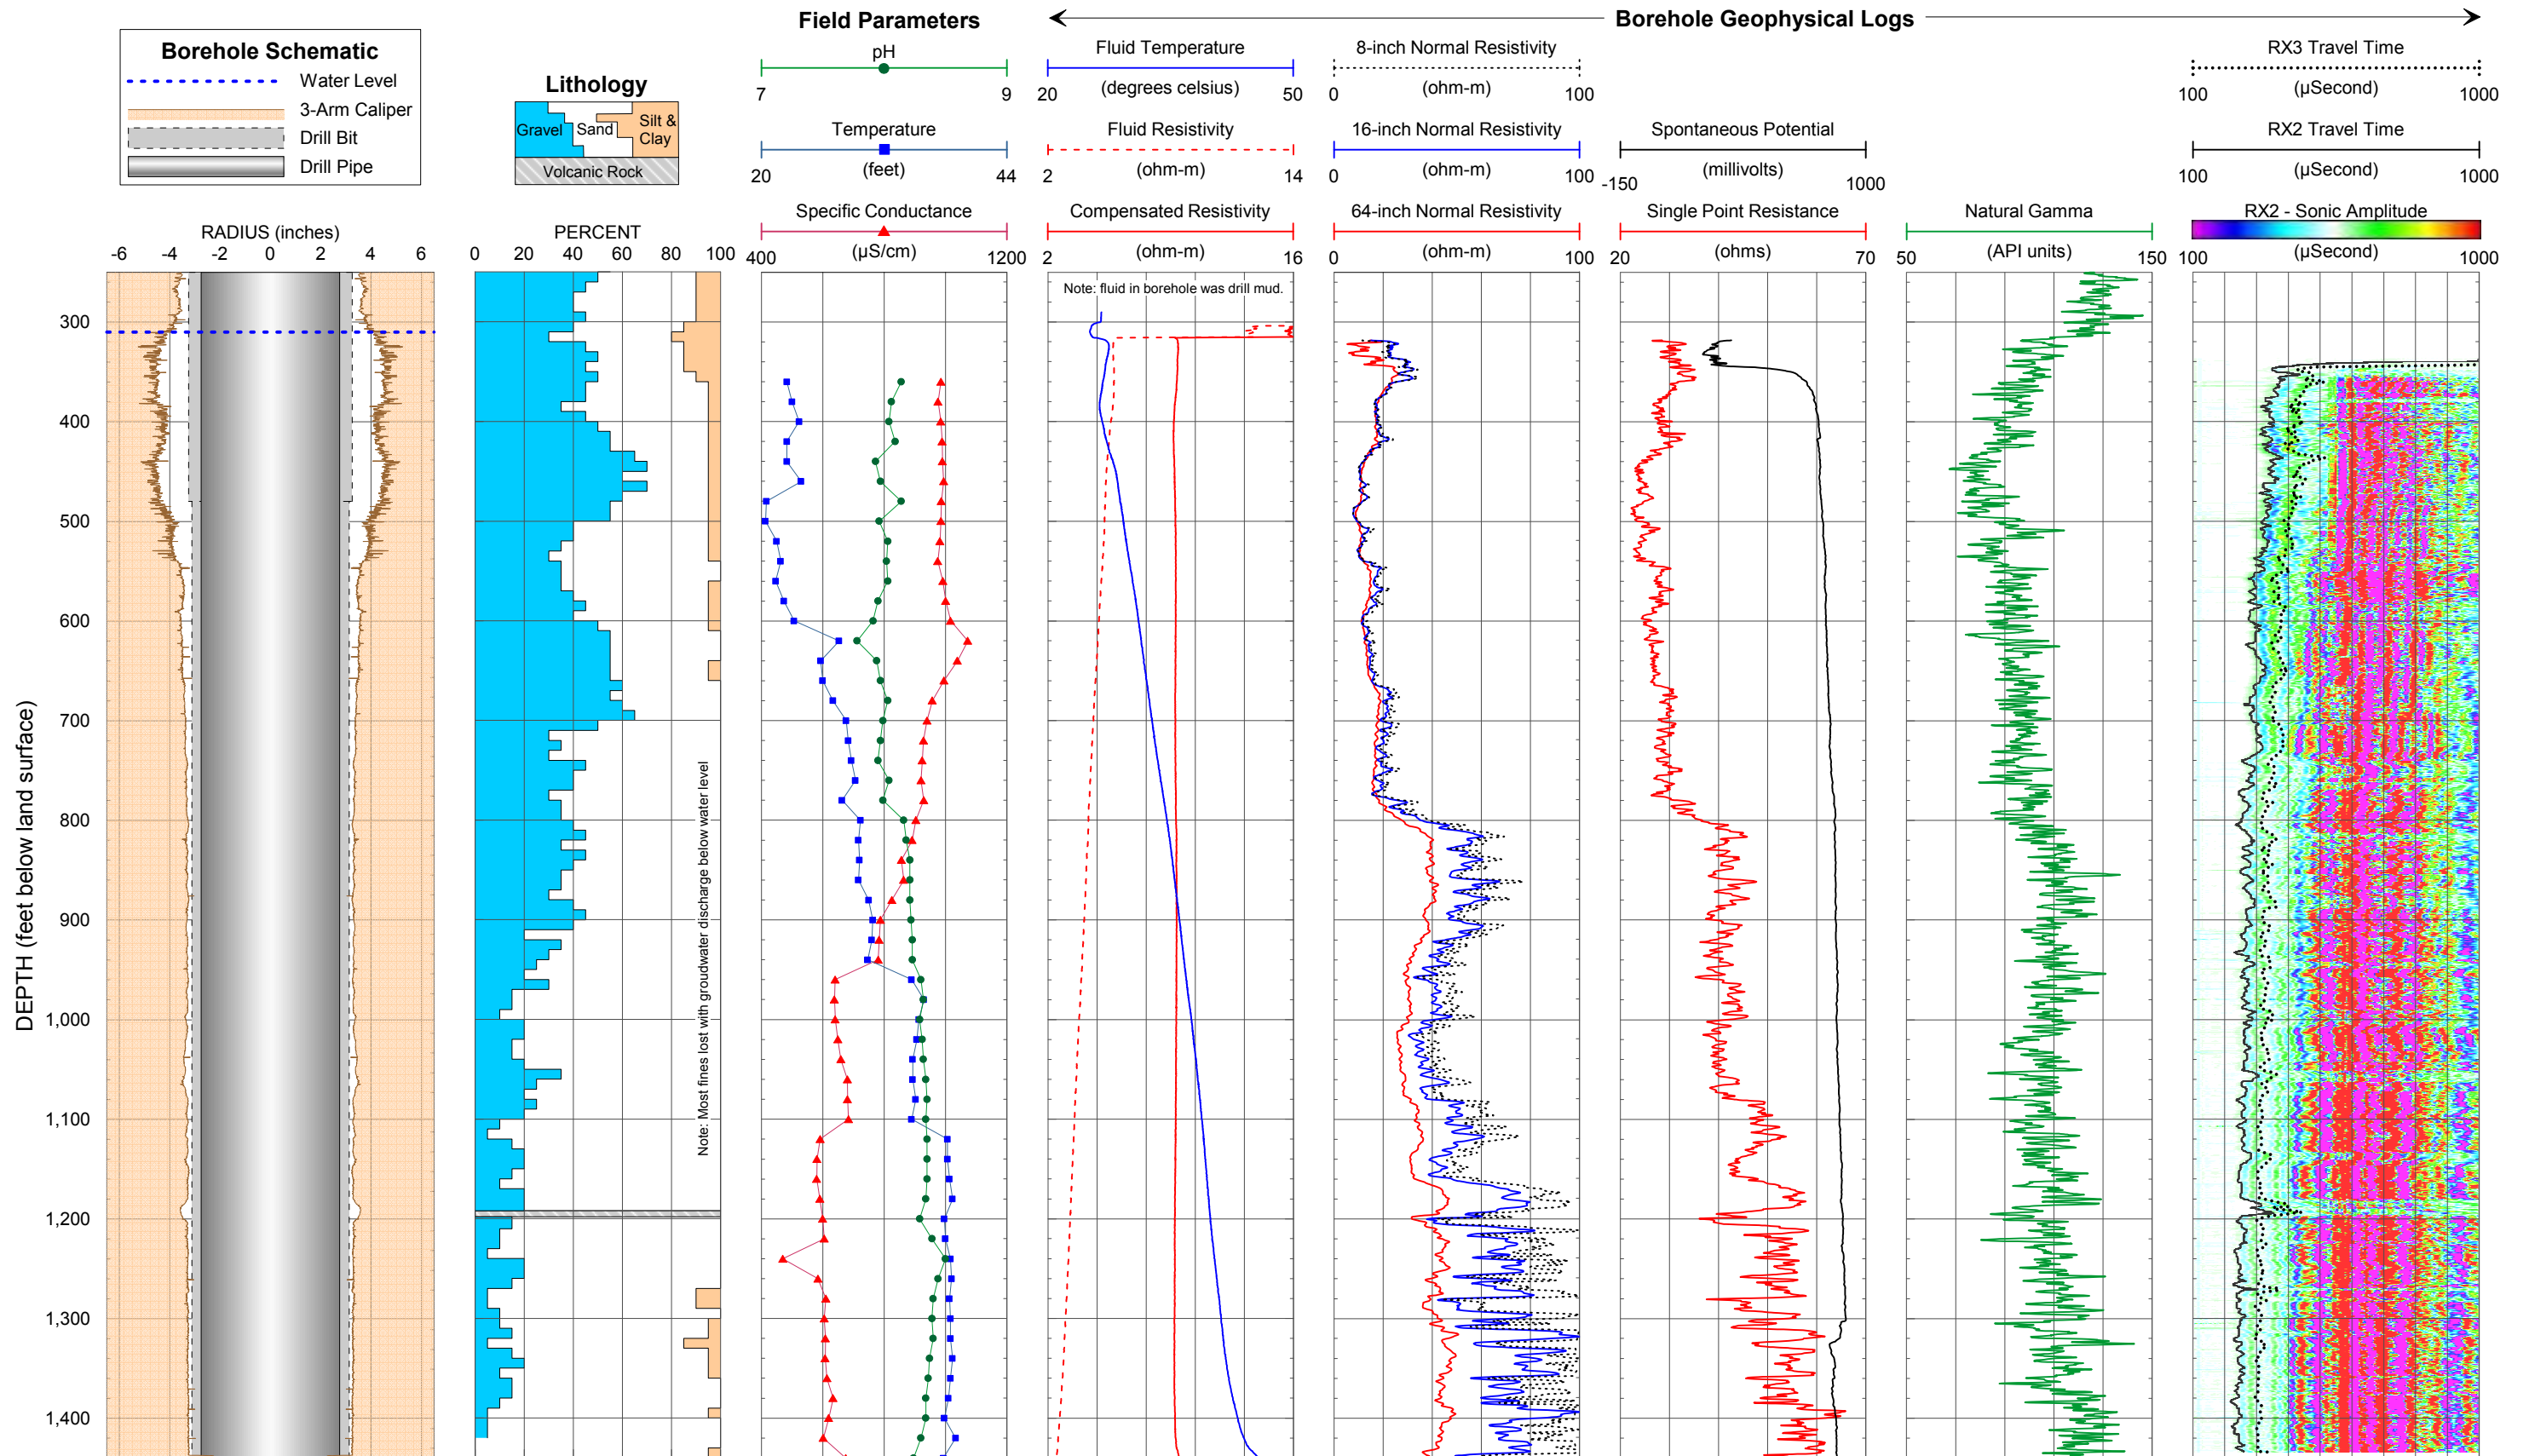 Field Parameters
Borehole Geophysical Logs
Borehole Schematic
Water Level
3-Arm Caliper
Drill Bit
Drill Pipe
Lithology
Gravel
Sand
Silt &
Clay
Volcanic Rock
pH
7 9
Temperature
(feet)
20 44
Specific Conductance
(µS/cm)
400 1200
Fluid Temperature
(degrees celsius)
20 50
Fluid Resistivity
(ohm-m)
2 14
Compensated Resistivity
(ohm-m)
2 16
8-inch Normal Resistivity
(ohm-m)
0 100
16-inch Normal Resistivity
(ohm-m)
0 100
64-inch Normal Resistivity
(ohm-m)
0 100
Spontaneous Potential
(millivolts)
-150 1000
Single Point Resistance
(ohms)
20 70
Natural Gamma
(API units)
50 150
RX3 Travel Time
(µSecond)
100 1000
RX2 Travel Time
(µSecond)
100 1000
RX2 - Sonic Amplitude
(µSecond)
100 1000
RADIUS (inches)
-6 -4 -2 0 2 4 6
PERCENT
0 20 40 60 80 100
Note: fluid in borehole was drill mud.
DEPTH (feet below land surface)
300
400
500
600
700
800
900
1,000
1,100
1,200
1,300
1,400
Note: Most fines lost with groudwater discharge below water level